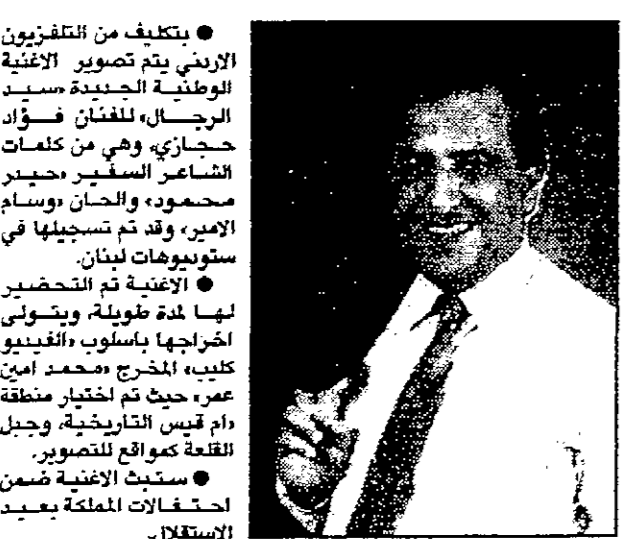 ● بتكليف من التلفزيون
الاردني يتم تصوير الاغنية
الوطنية الجديدة «سيد
الرجال» للفنان فؤاد
حجازي، وهي من كلمات
الشاعر السفير «حيدر
محمود» والحان «وسام
الامير» وقد تم تسجيلها في
ستوديوهات لبنان.
● الاغنية تم التحضير
لها لمدة طويلة، ويتولى
اخراجها باسلوب «الفيديو
كليب» المخرج «محمد امين
عمر» حيث تم اختيار منطقة
«ام قيس التاريخية، وجبل
القلعة كمواقع للتصوير.
● ستبث الاغنية ضمن
احتفالات المملكة بعيد
الاستقلال.